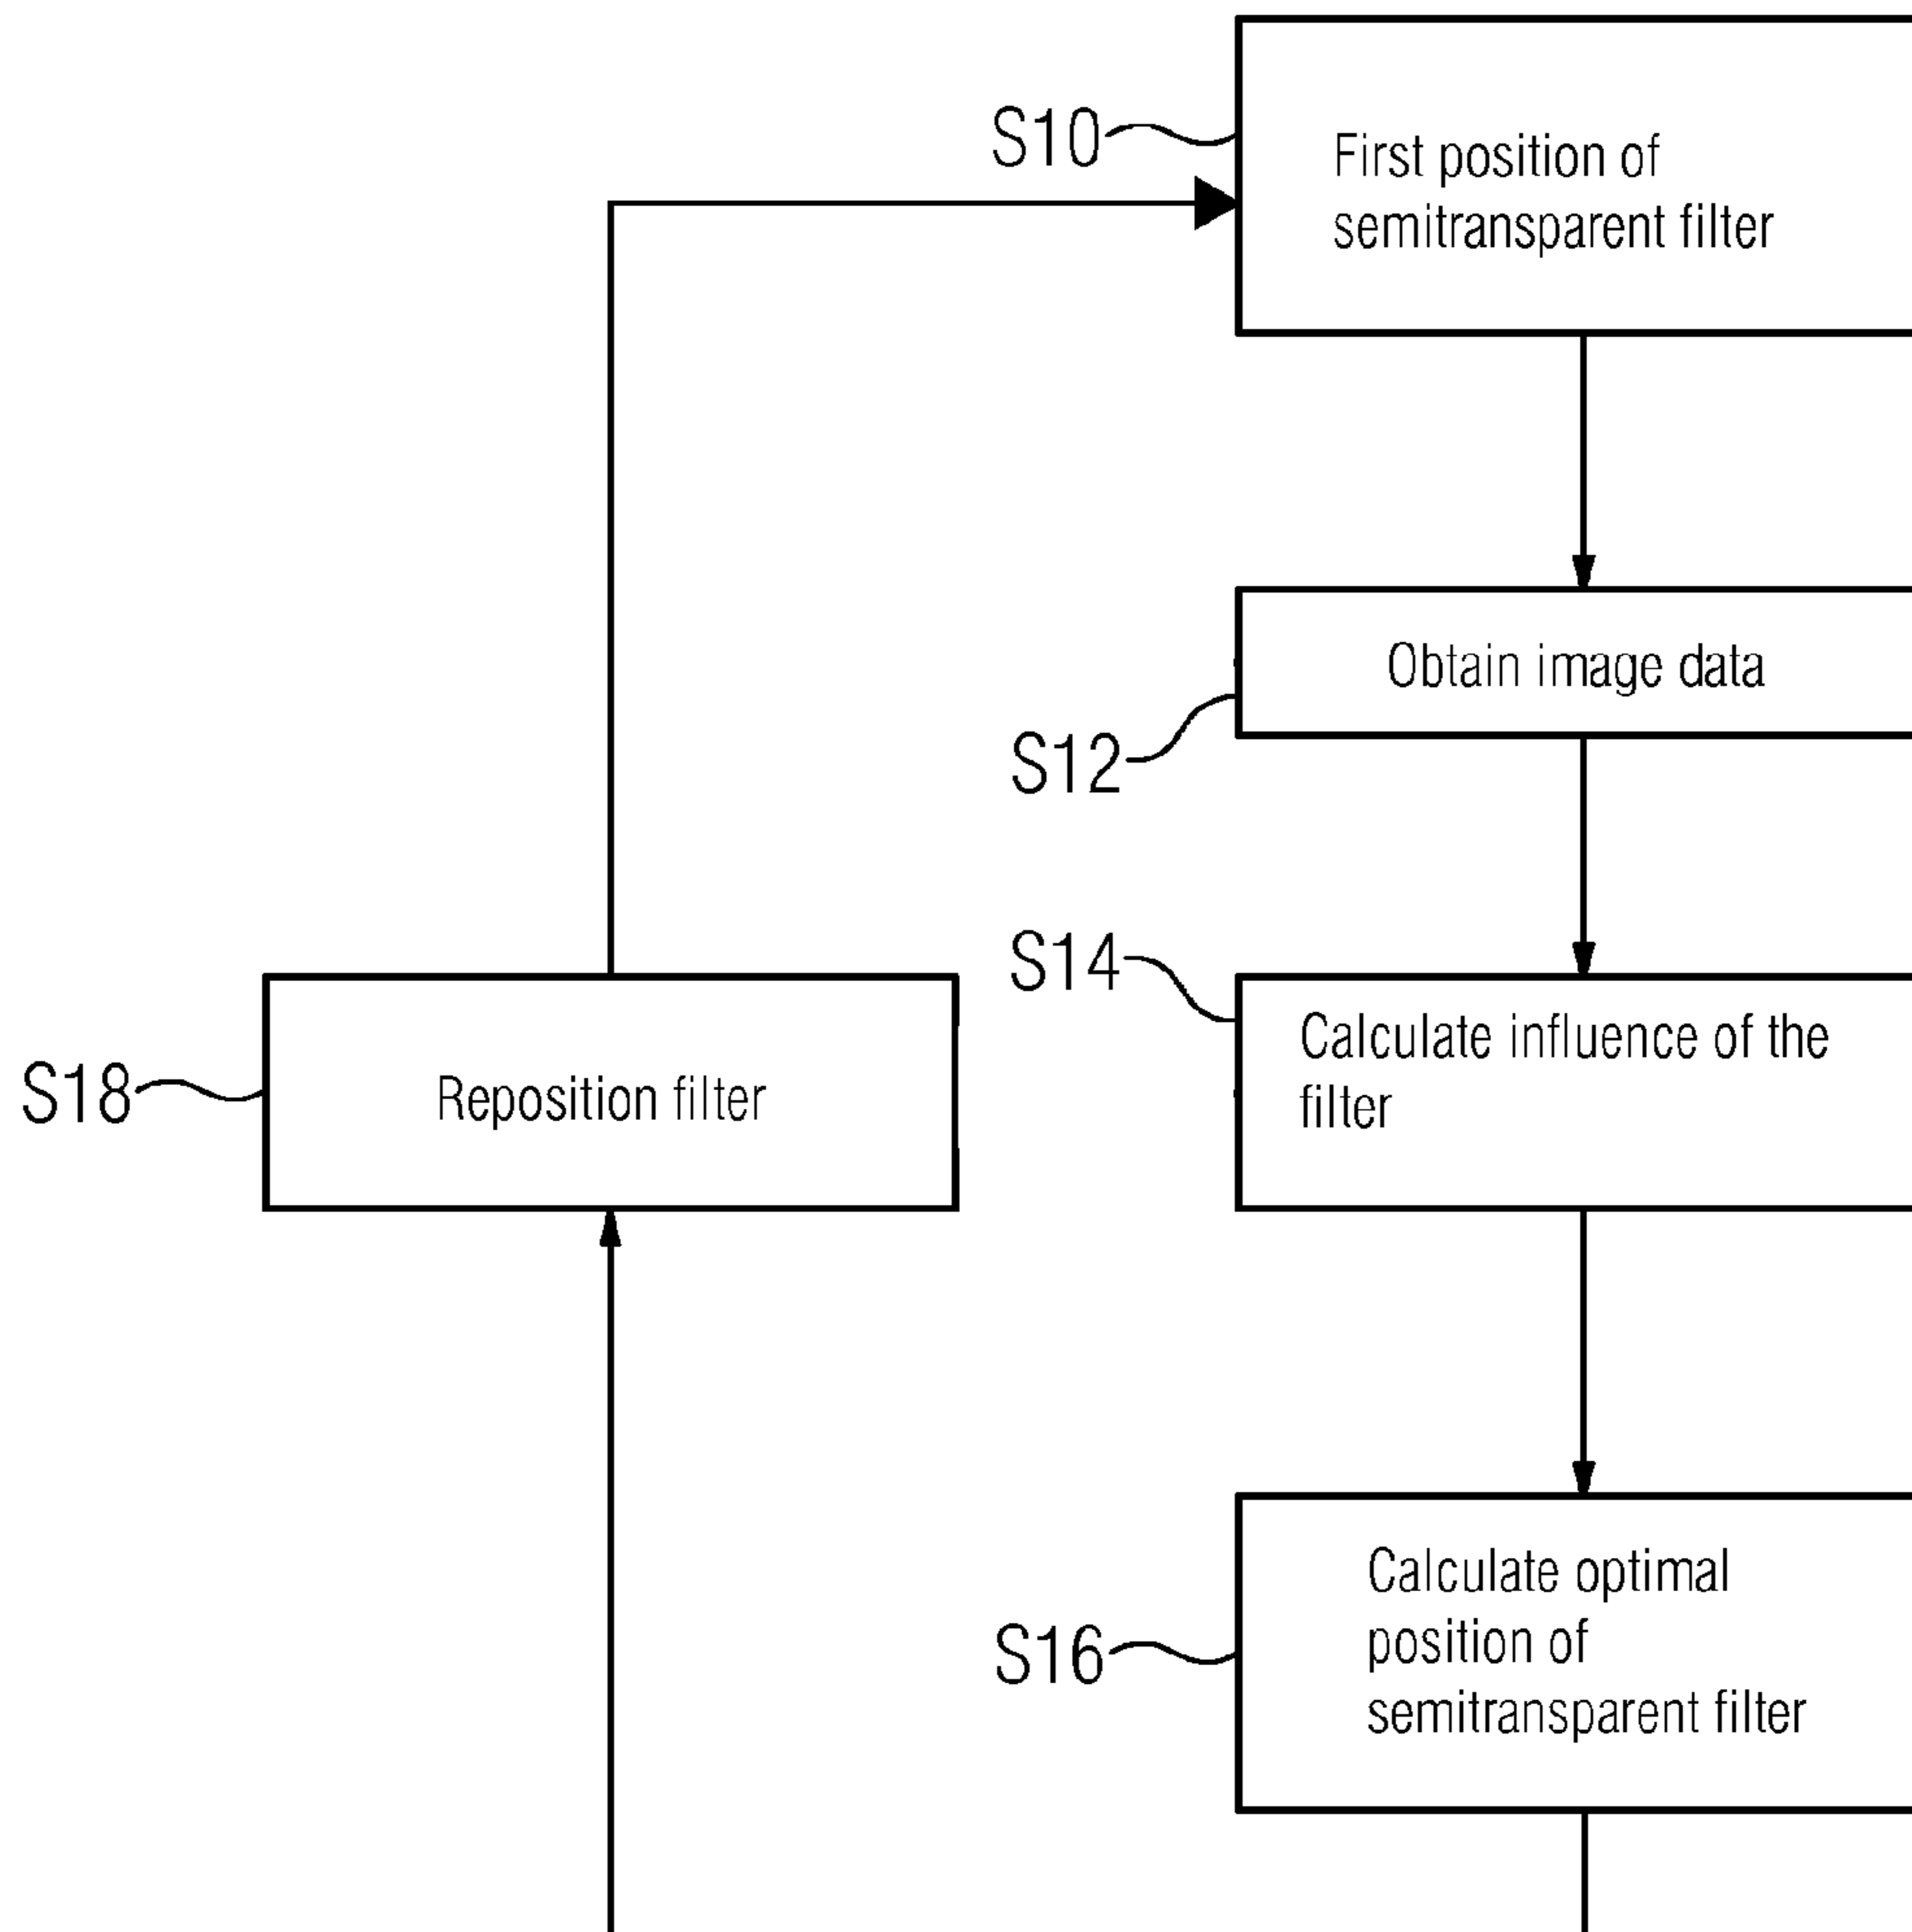 S10
First position of
semitransparent filter
Obtain image data
S12
S14
Calculate influence of the
filter
S18
Reposition filter
Calculate optimal
position of
semitransparent filter
S16